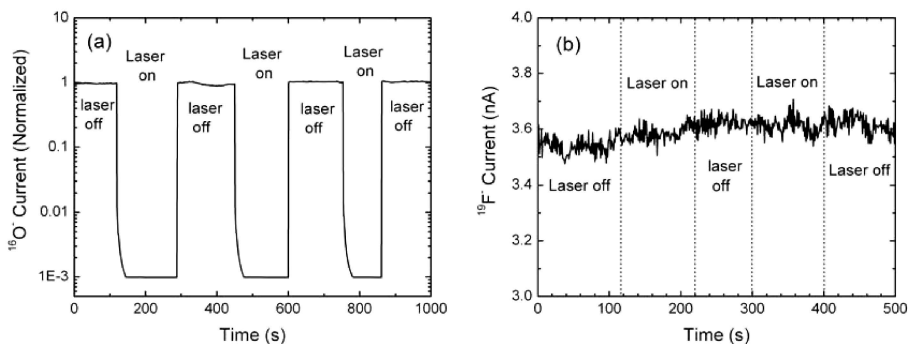 (a)
Laser
on
Laser
on
Laser
on
laser
off
laser off
laser
off
laser
off
10
1
0.1
0.01
1E-3
¹⁶O⁻ Current (Normalized)
0 200 400 600 800 1000
Time (s)
(b)
Laser on
Laser on
Laser off
laser
off
Laser off
4.0
3.8
3.6
3.4
3.2
3.0
¹⁹F⁻ Current (nA)
0 100 200 300 400 500
Time (s)